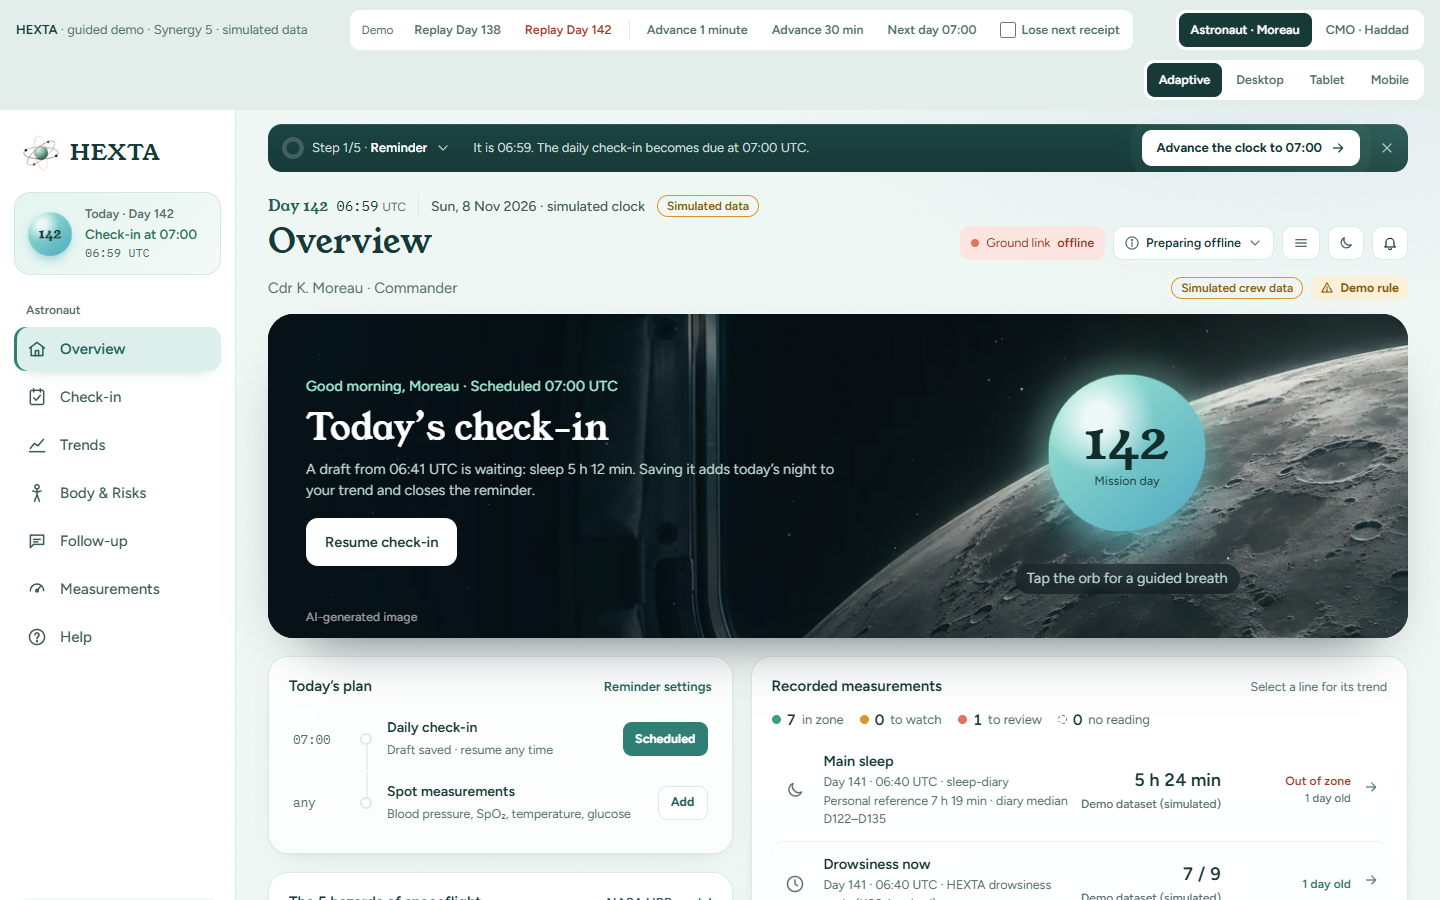 HEXTA · guided demo · Synergy 5 · simulated data
Demo Replay Day 138 Replay Day 142 Advance 1 minute Advance 30 min Next day 07:00 Lose next receipt
Astronaut · Moreau CMO · Haddad
Adaptive Desktop Tablet Mobile
HEXTA
142
Today · Day 142
Check-in at 07:00
06:59 UTC
Astronaut
Overview
Check-in
Trends
Body & Risks
Follow-up
Measurements
Help
Step 1/5 · Reminder It is 06:59. The daily check-in becomes due at 07:00 UTC. Advance the clock to 07:00
Day 142 06:59 UTC Sun, 8 Nov 2026 · simulated clock Simulated data
Overview
Ground link offline Preparing offline
Cdr K. Moreau · Commander
Simulated crew data Demo rule
Good morning, Moreau · Scheduled 07:00 UTC
Today’s check-in
A draft from 06:41 UTC is waiting: sleep 5 h 12 min. Saving it adds today’s night to
your trend and closes the reminder.
Resume check-in
AI-generated image
142
Mission day
Tap the orb for a guided breath
Today’s plan Reminder settings
07:00 Daily check-in Scheduled
Draft saved · resume any time
any Spot measurements Add
Blood pressure, SpO₂, temperature, glucose
Recorded measurements Select a line for its trend
7 in zone 0 to watch 1 to review 0 no reading
Main sleep
Day 141 · 06:40 UTC · sleep-diary
Personal reference 7 h 19 min · diary median
D122–D135
5 h 24 min
Demo dataset (simulated)
Out of zone
1 day old
Drowsiness now
Day 141 · 06:40 UTC · HEXTA drowsiness
7 / 9
Demo dataset (simulated)
1 day old
The 5 hazards of spaceflight